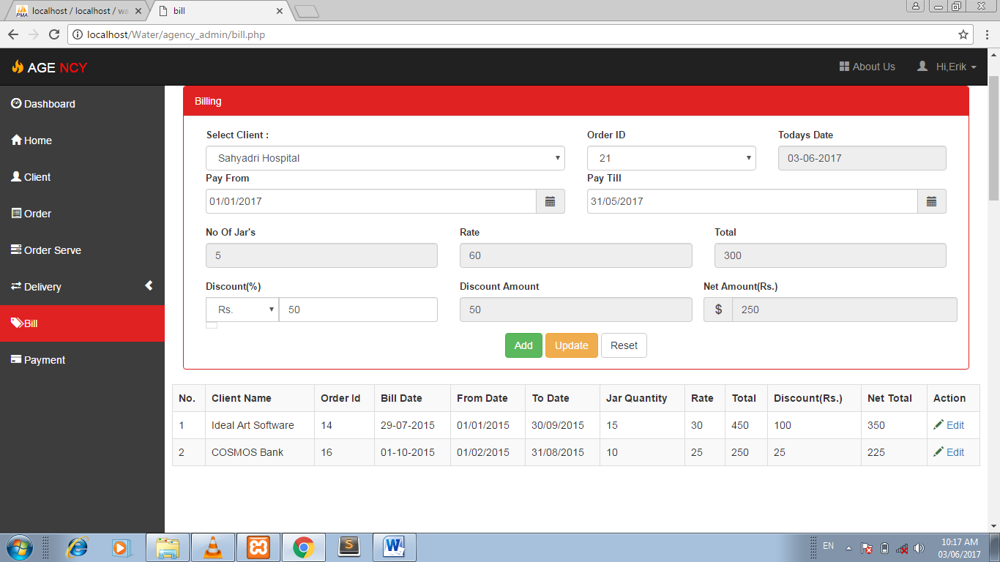 localhost / localhost / wa
bill
localhost/Water/agency_admin/bill.php
AGE NCY
About Us
Hi,Erik
Dashboard
Home
Client
Order
Order Serve
Delivery
Bill
Payment
Billing
Select Client : Order ID Todays Date
Sahyadri Hospital 21 03-06-2017
Pay From Pay Till
01/01/2017 31/05/2017
No Of Jar's Rate Total
5 60 300
Discount(%) Discount Amount Net Amount(Rs.)
Rs. 50 50 $ 250
Add Update Reset
No. Client Name Order Id Bill Date From Date To Date Jar Quantity Rate Total Discount(Rs.) Net Total Action
1 Ideal Art Software 14 29-07-2015 01/01/2015 30/09/2015 15 30 450 100 350 Edit
2 COSMOS Bank 16 01-10-2015 01/02/2015 31/08/2015 10 25 250 25 225 Edit
EN
10:17 AM
03/06/2017